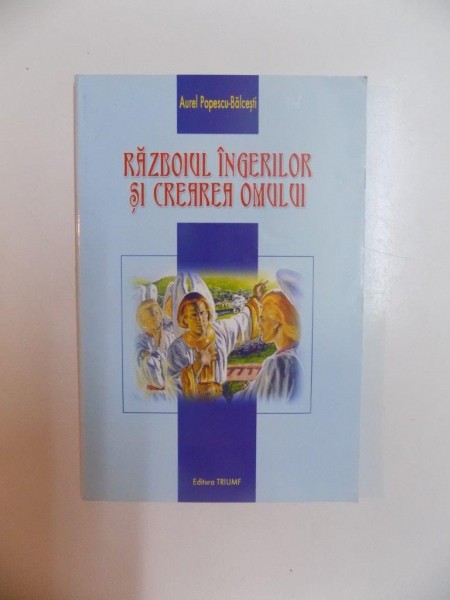 Aurel Popescu-Bălcești
RĂZBOIUL ÎNGERILOR
ȘI CREAREA OMULUI
Editura TRIUMF